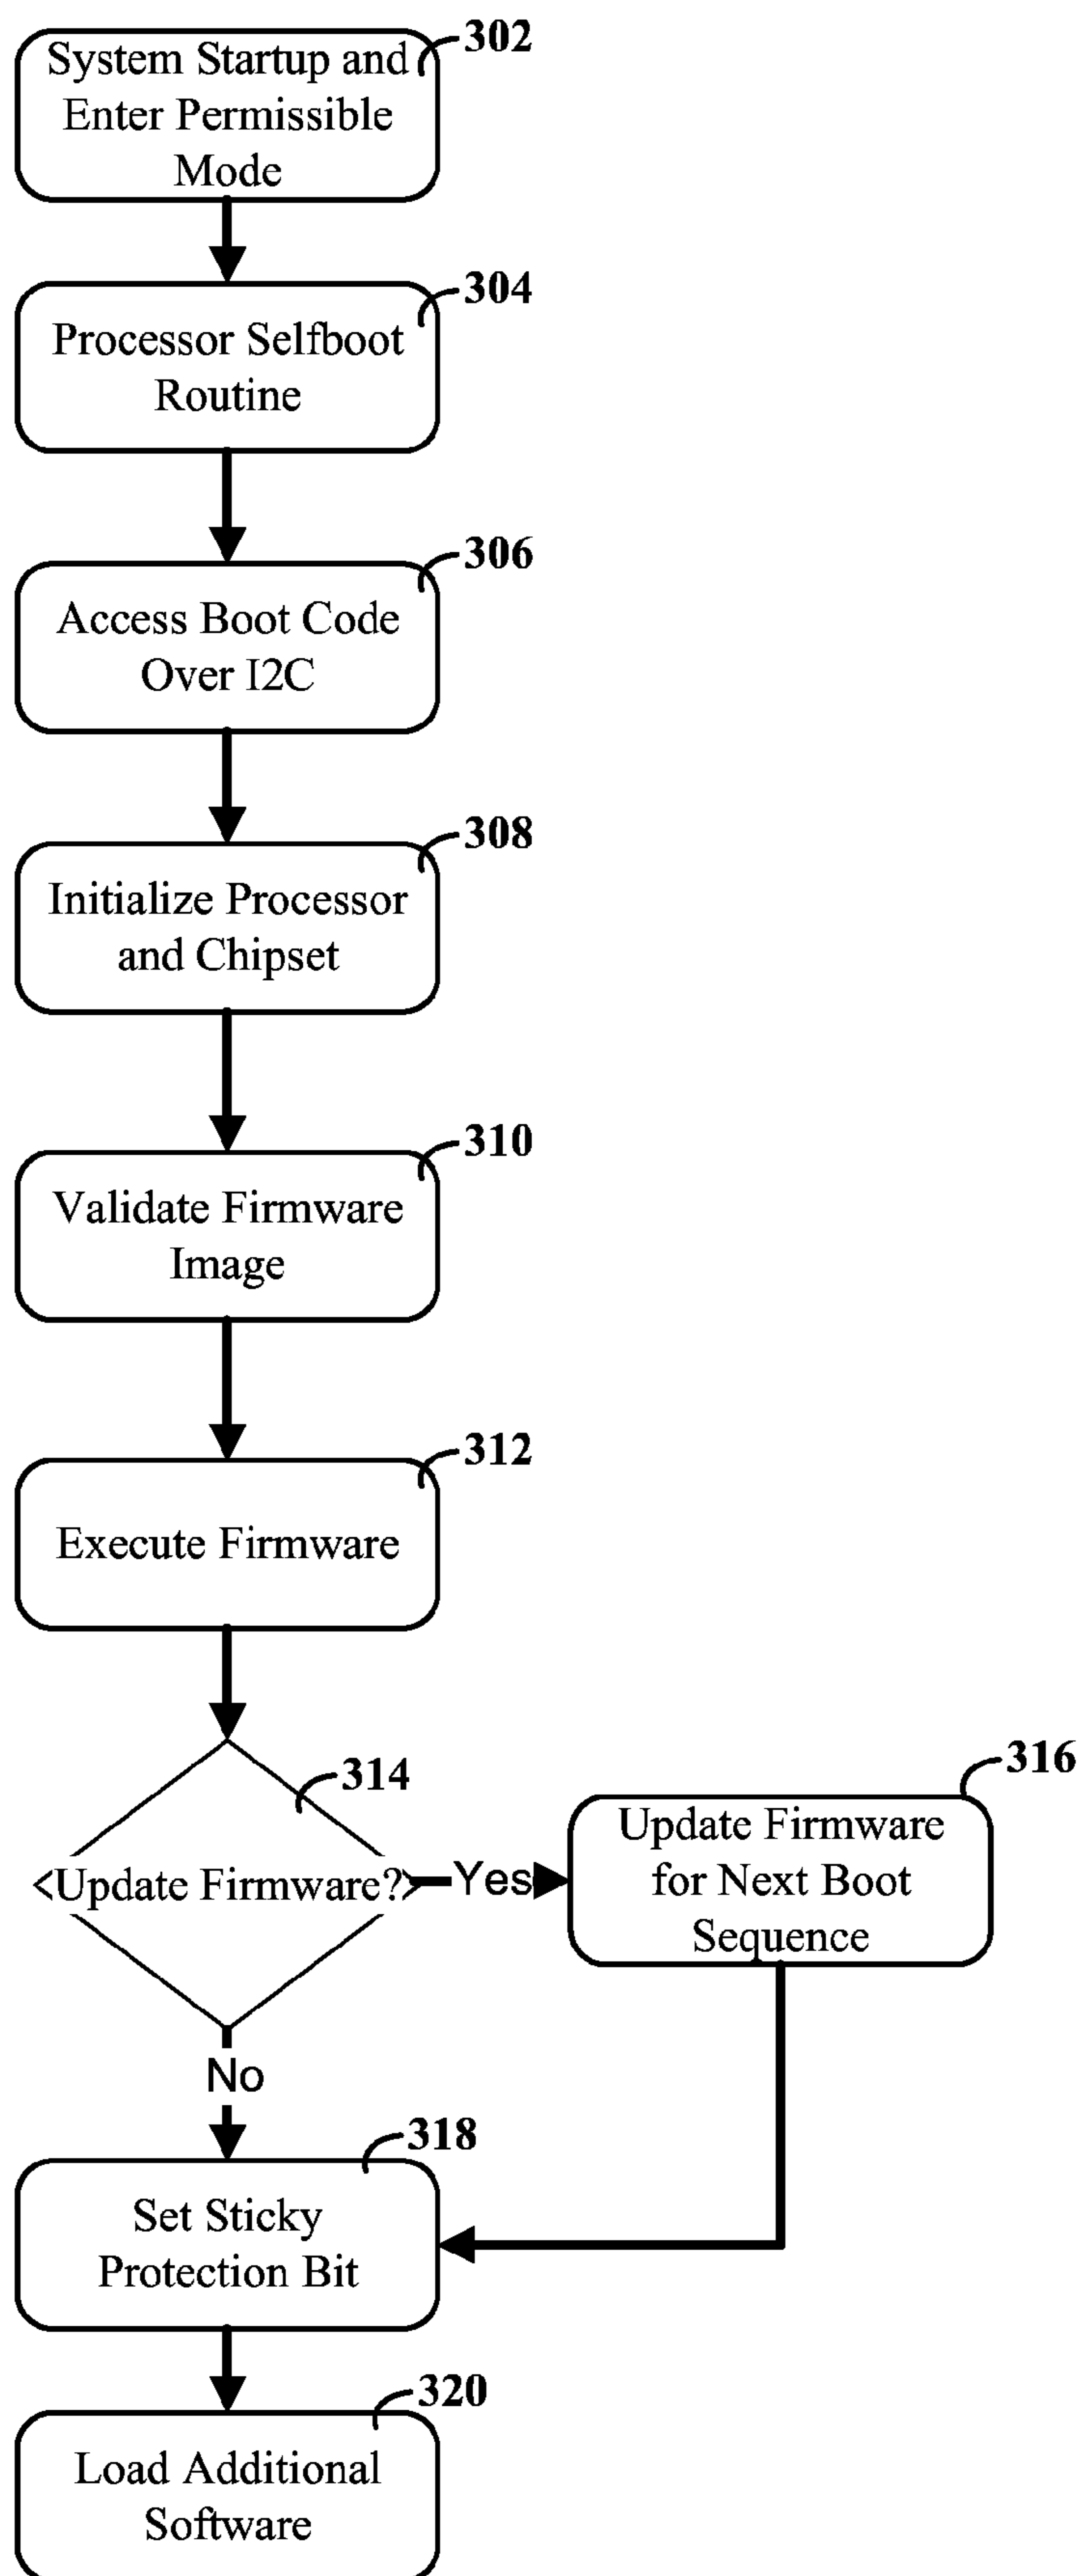 302
System Startup and
Enter Permissible
Mode
304
Processor Selfboot
Routine
306
Access Boot Code
Over I2C
308
Initialize Processor
and Chipset
310
Validate Firmware
Image
312
Execute Firmware
314
Update Firmware?
Yes
316
Update Firmware
for Next Boot
Sequence
No
318
Set Sticky
Protection Bit
320
Load Additional
Software